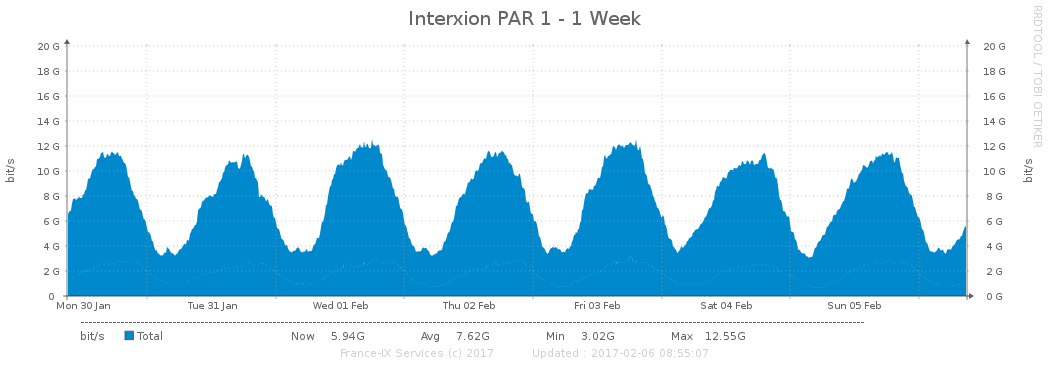 Interxion PAR 1 - 1 Week
RRDTOOL / TOBI OETIKER
bit/s
20 G 20 G
18 G 18 G
16 G 16 G
14 G 14 G
12 G 12 G
10 G 10 G
8 G 8 G
6 G 6 G
4 G 4 G
2 G 2 G
0 0 G
bit/s
Mon 30 Jan Tue 31 Jan Wed 01 Feb Thu 02 Feb Fri 03 Feb Sat 04 Feb Sun 05 Feb
bit/s Total Now 5.94G Avg 7.62G Min 3.02G Max 12.55G
France-IX Services (c) 2017 Updated : 2017-02-06 08:55:07